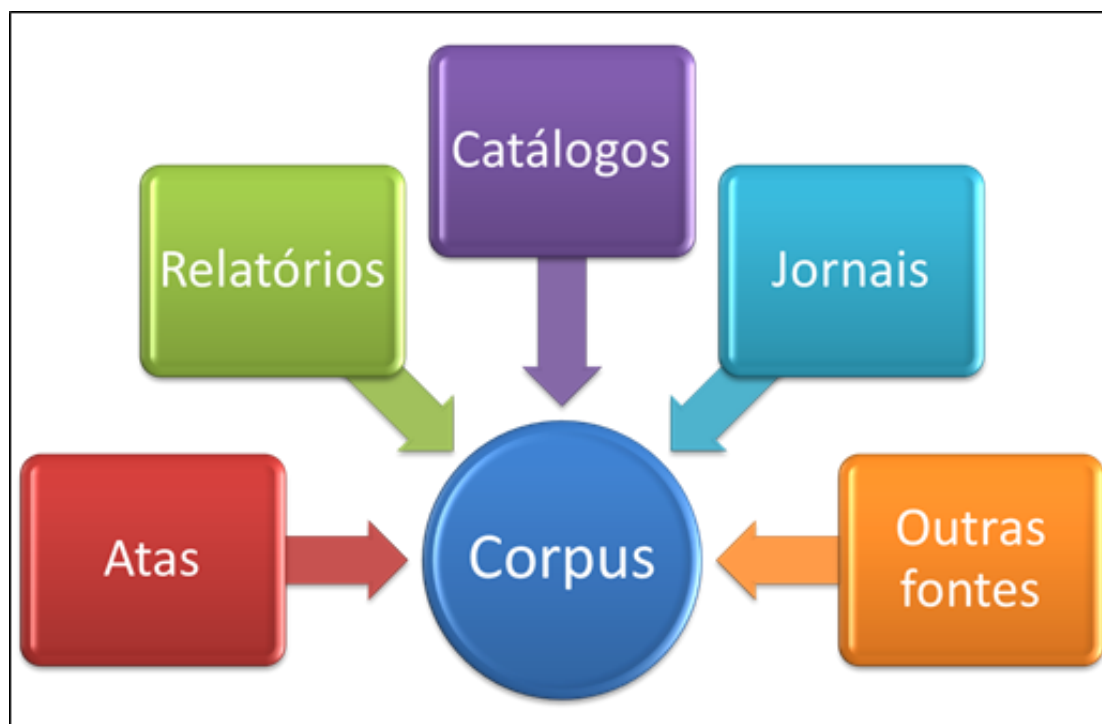 Catálogos
Relatórios
Jornais
Atas
Corpus
Outras
fontes